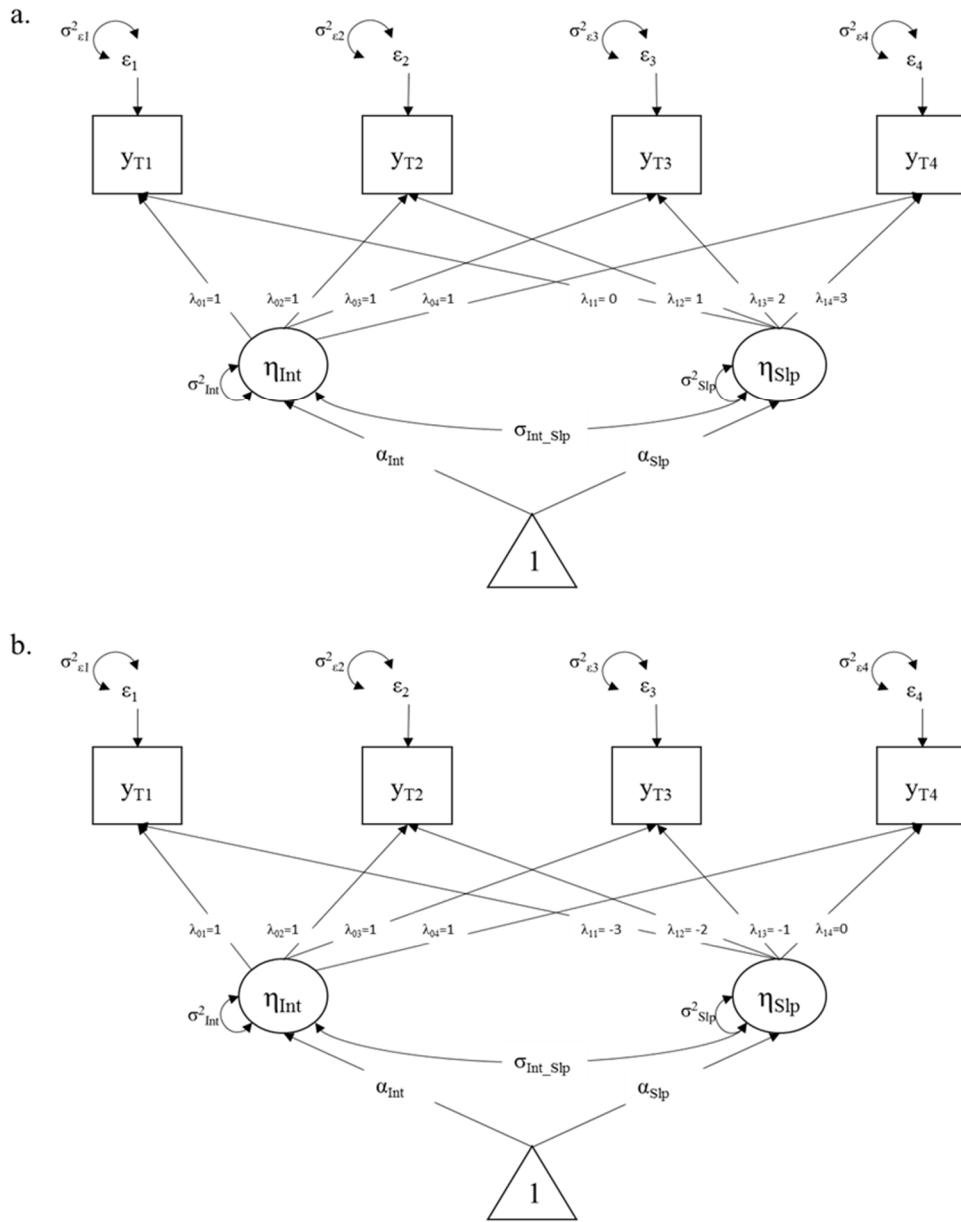 a.
σ²ε1 σ²ε2 σ²ε3 σ²ε4
ε1 ε2 ε3 ε4
yT1 yT2 yT3 yT4
λ01=1 λ02=1 λ03=1 λ04=1 λ11= 0 λ12= 1 λ13= 2 λ14=3
ηInt ηSlp
σ²Int σ²Slp
σInt_Slp
αInt αSlp
1
b.
σ²ε1 σ²ε2 σ²ε3 σ²ε4
ε1 ε2 ε3 ε4
yT1 yT2 yT3 yT4
λ01=1 λ02=1 λ03=1 λ04=1 λ11= -3 λ12= -2 λ13= -1 λ14=0
ηInt ηSlp
σ²Int σ²Slp
σInt_Slp
αInt αSlp
1